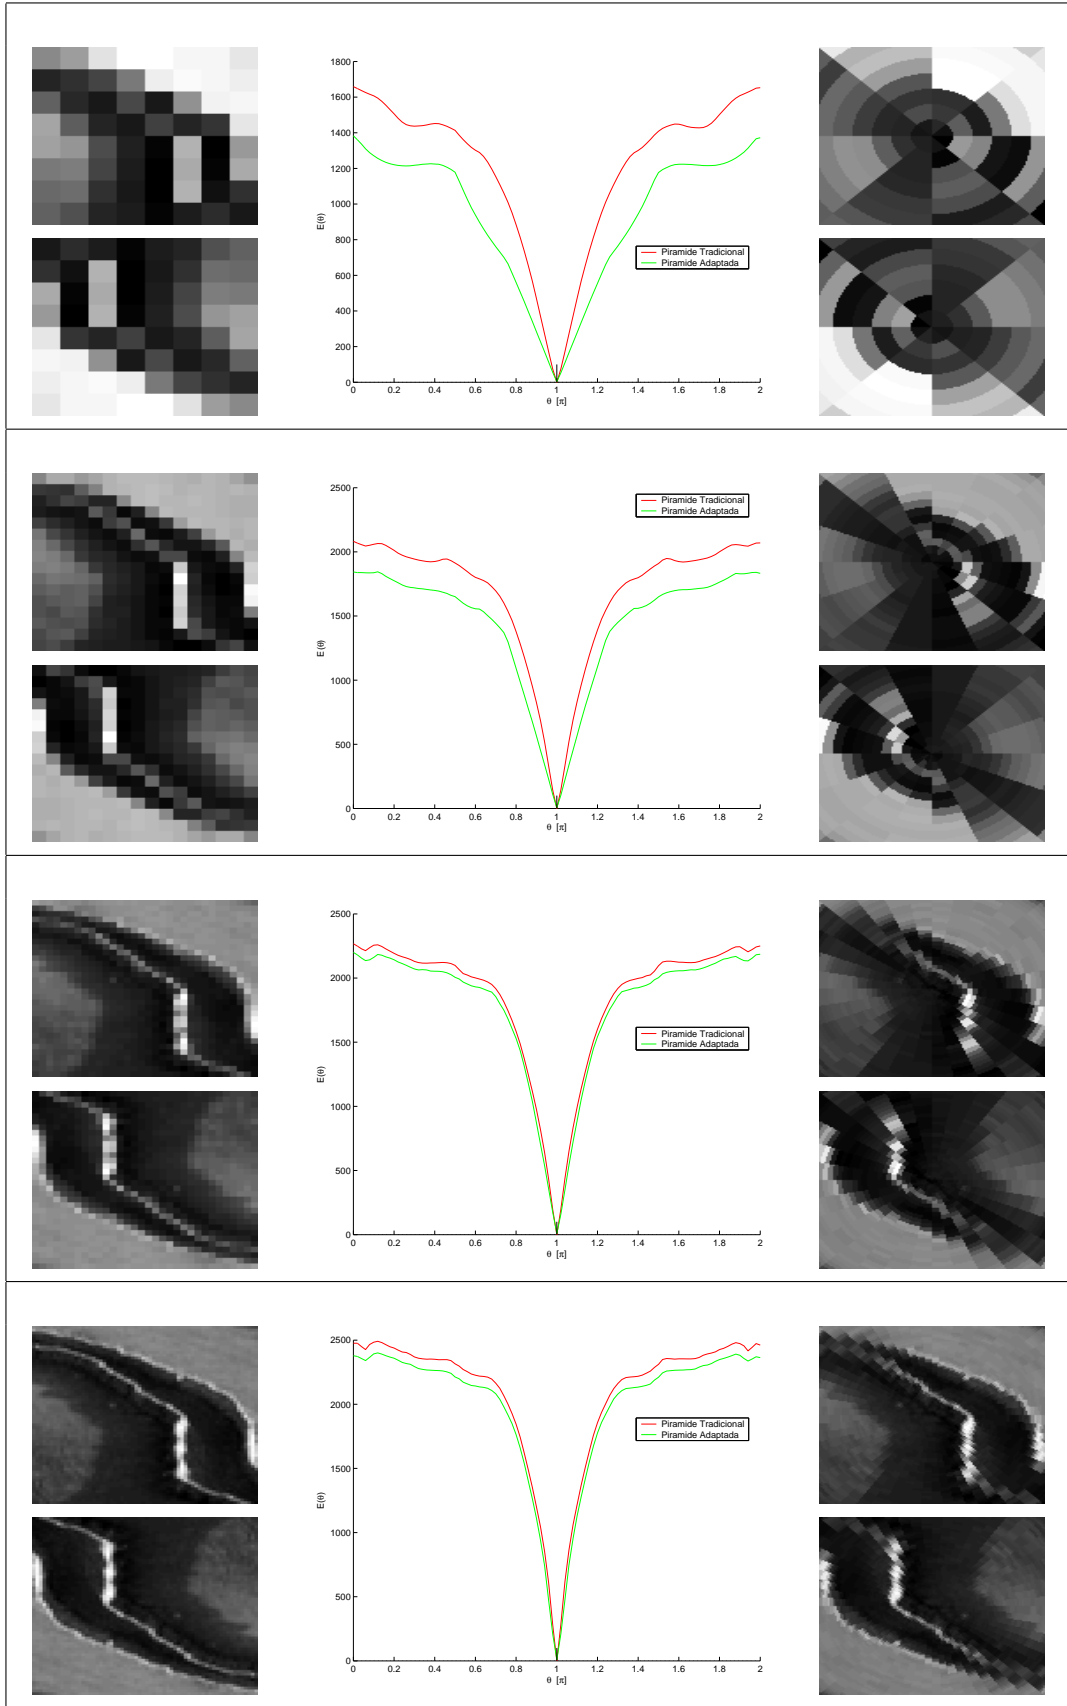 1800
1600
1400
1200
1000
800
600
400
200
0
E(θ)
Piramide Tradicional
Piramide Adaptada
0 0.2 0.4 0.6 0.8 1 1.2 1.4 1.6 1.8 2
θ [π]
2500
2000
1500
1000
500
0
E(θ)
Piramide Tradicional
Piramide Adaptada
0 0.2 0.4 0.6 0.8 1 1.2 1.4 1.6 1.8 2
θ [π]
2500
2000
1500
1000
500
0
E(θ)
Piramide Tradicional
Piramide Adaptada
0 0.2 0.4 0.6 0.8 1 1.2 1.4 1.6 1.8 2
θ [π]
2500
2000
1500
1000
500
0
E(θ)
Piramide Tradicional
Piramide Adaptada
0 0.2 0.4 0.6 0.8 1 1.2 1.4 1.6 1.8 2
θ [π]